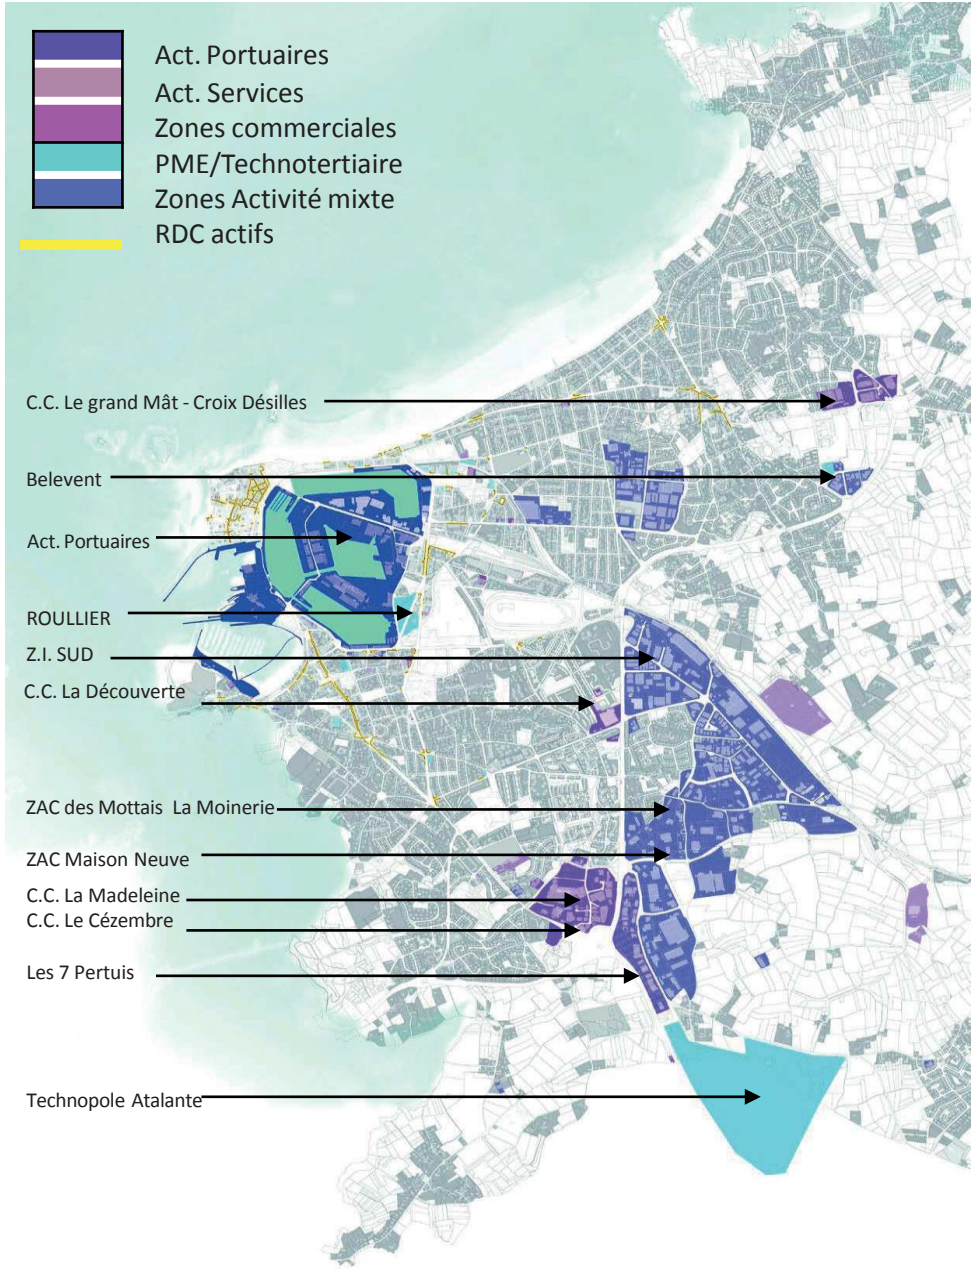 Act. Portuaires
Act. Services
Zones commerciales
PME/Technotertiaire
Zones Activité mixte
RDC actifs
C.C. Le grand Mât - Croix Désilles
Belevent
Act. Portuaires
ROULLIER
Z.I. SUD
C.C. La Découverte
ZAC des Mottais La Moinerie
ZAC Maison Neuve
C.C. La Madeleine
C.C. Le Cézembre
Les 7 Pertuis
Technopole Atalante